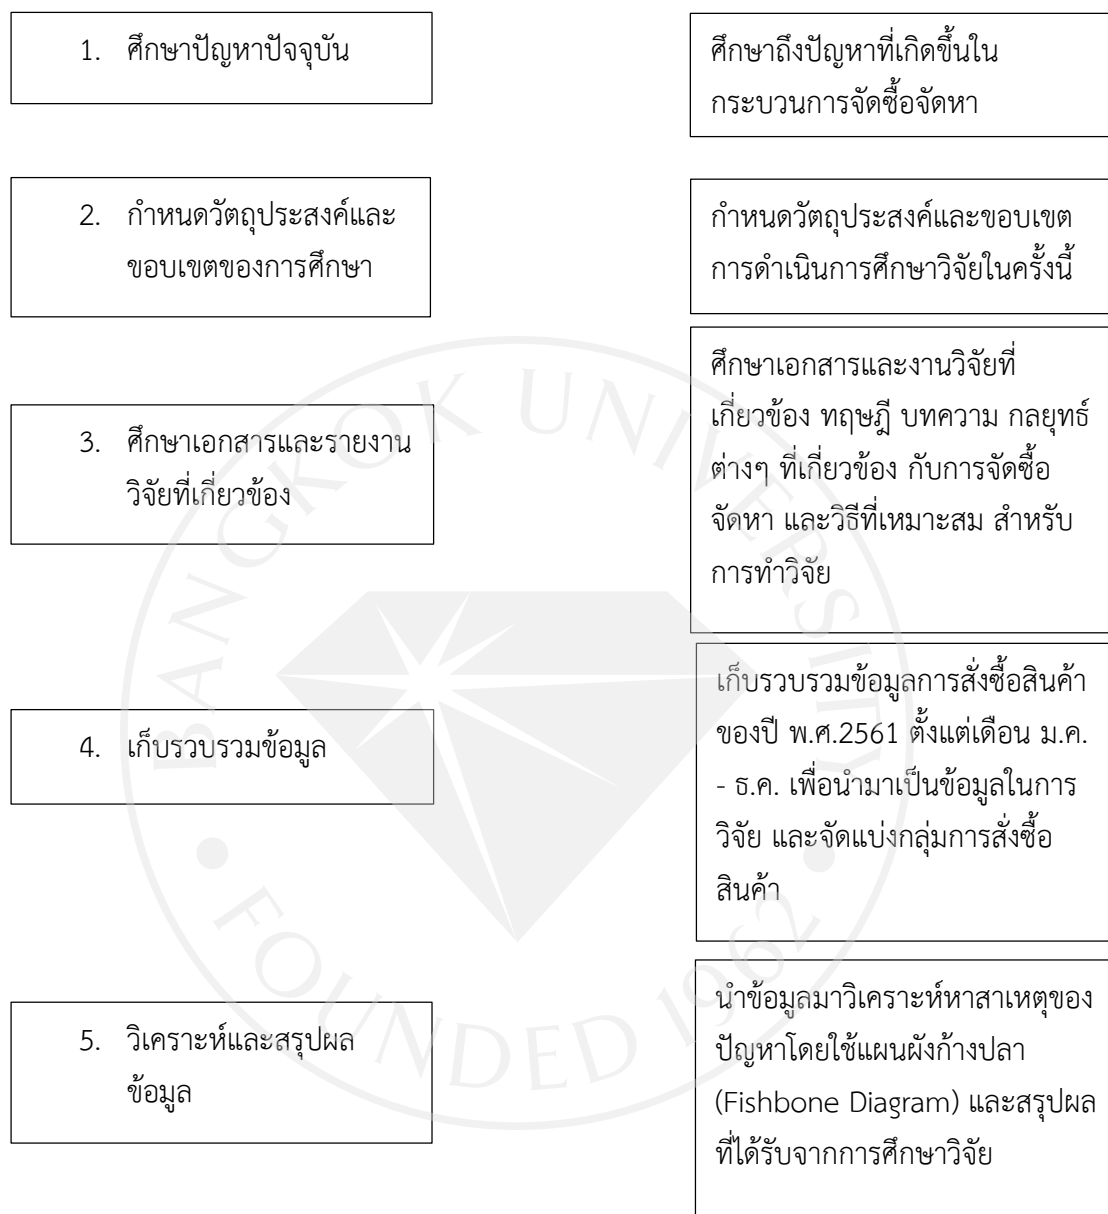 1. ศึกษาปัญหาปัจจุบัน
ศึกษาถึงปัญหาที่เกิดขึ้นใน
กระบวนการจัดซื้อจัดหา
2. กำหนดวัตถุประสงค์และ
ขอบเขตของการศึกษา
กำหนดวัตถุประสงค์และขอบเขต
การดำเนินการศึกษาวิจัยในครั้งนี้
3. ศึกษาเอกสารและรายงาน
วิจัยที่เกี่ยวข้อง
ศึกษาเอกสารและงานวิจัยที่
เกี่ยวข้อง ทฤษฎี บทความ กลยุทธ์
ต่างๆ ที่เกี่ยวข้อง กับการจัดซื้อ
จัดหา และวิธีที่เหมาะสม สำหรับ
การทำวิจัย
4. เก็บรวบรวมข้อมูล
เก็บรวบรวมข้อมูลการสั่งซื้อสินค้า
ของปี พ.ศ.2561 ตั้งแต่เดือน ม.ค.
- ธ.ค. เพื่อนำมาเป็นข้อมูลในการ
วิจัย และจัดแบ่งกลุ่มการสั่งซื้อ
สินค้า
5. วิเคราะห์และสรุปผล
ข้อมูล
นำข้อมูลมาวิเคราะห์หาสาเหตุของ
ปัญหาโดยใช้แผนผังก้างปลา
(Fishbone Diagram) และสรุปผล
ที่ได้รับจากการศึกษาวิจัย
BANGKOK UNIVERSITY
FOUNDED 1962